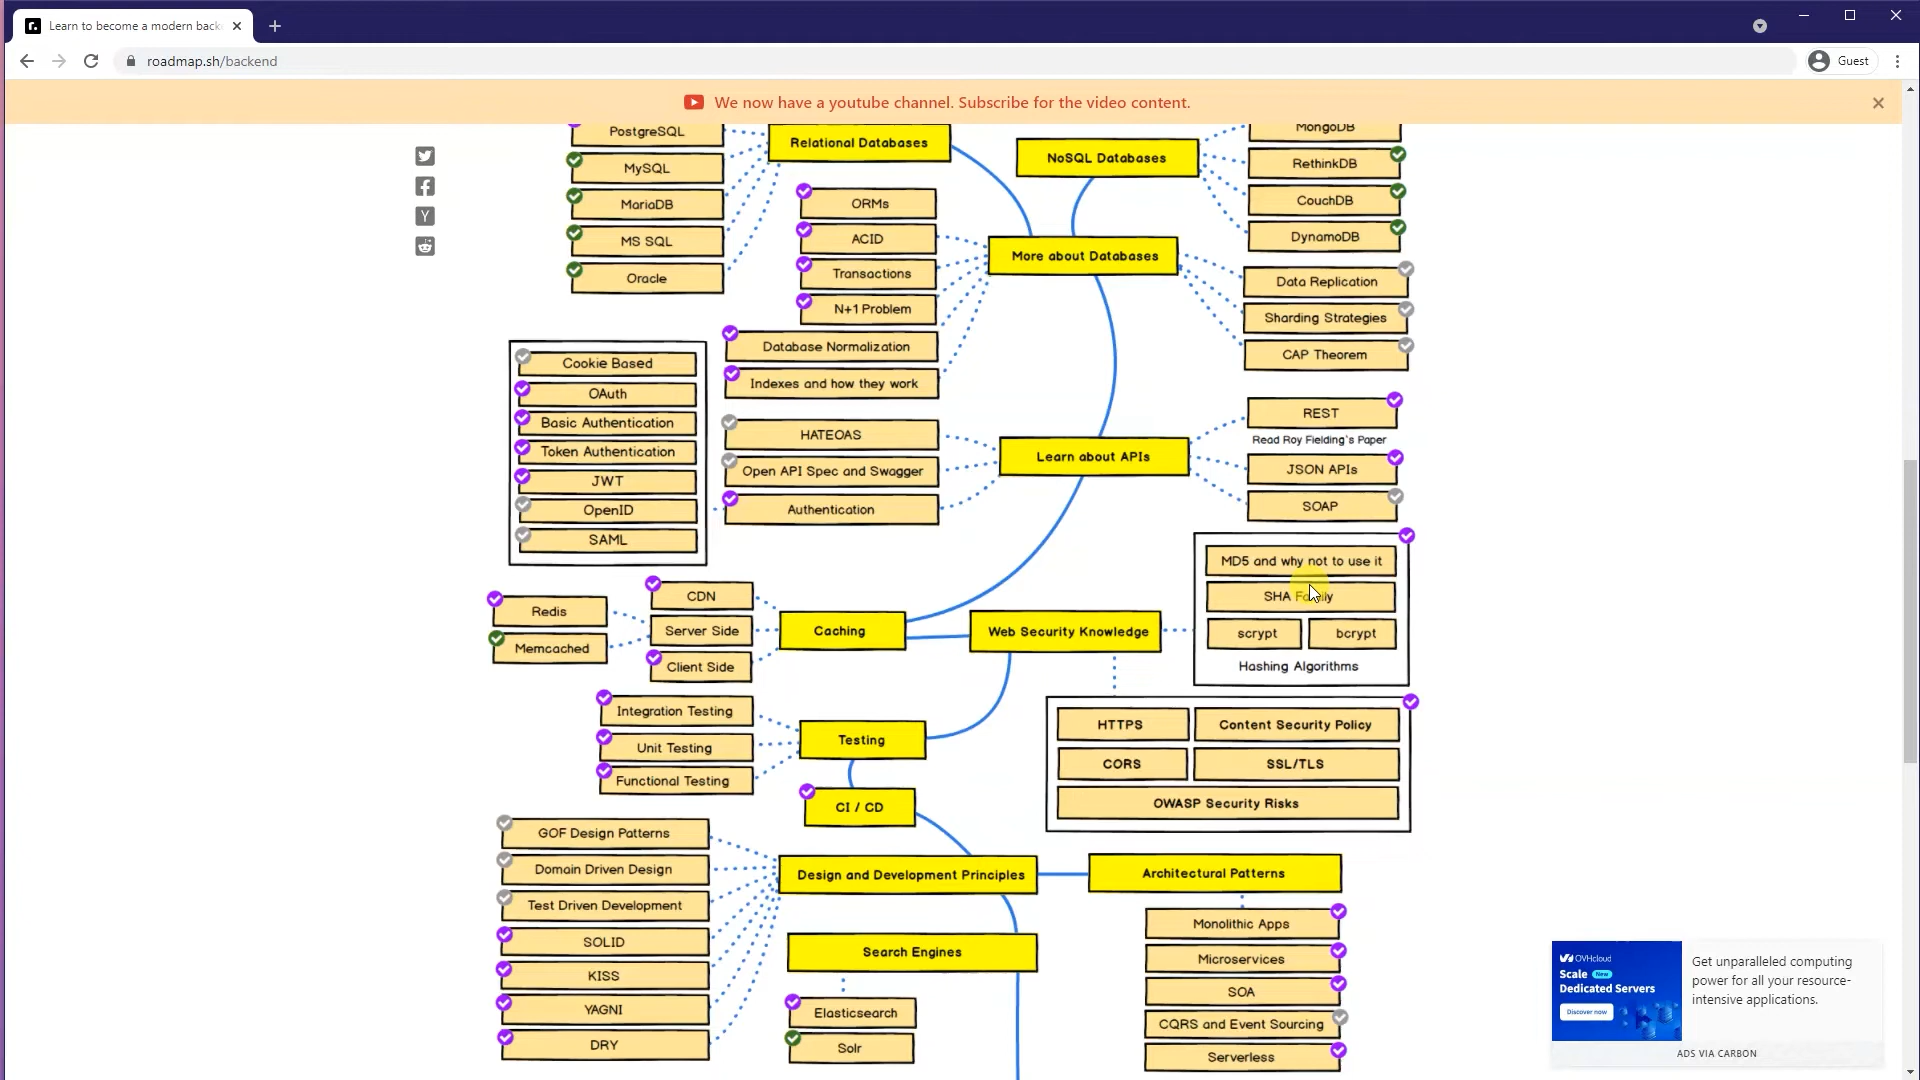 Learn to become a modern back
roadmap.sh/backend
Guest
We now have a youtube channel. Subscribe for the video content.
PostgreSQL
MySQL
MariaDB
MS SQL
Oracle
Relational Databases
NoSQL Databases
MongoDB
RethinkDB
CouchDB
DynamoDB
ORMs
ACID
Transactions
N+1 Problem
Database Normalization
Indexes and how they work
More about Databases
Data Replication
Sharding Strategies
CAP Theorem
Cookie Based
OAuth
Basic Authentication
Token Authentication
JWT
OpenID
SAML
HATEOAS
Open API Spec and Swagger
Authentication
Learn about APIs
REST
Read Roy Fielding's Paper
JSON APIs
SOAP
MD5 and why not to use it
SHA Family
scrypt
bcrypt
Hashing Algorithms
Redis
Memcached
CDN
Server Side
Client Side
Caching
Web Security Knowledge
Integration Testing
Unit Testing
Functional Testing
Testing
CI / CD
HTTPS
Content Security Policy
CORS
SSL/TLS
OWASP Security Risks
GOF Design Patterns
Domain Driven Design
Test Driven Development
SOLID
KISS
YAGNI
DRY
Design and Development Principles
Architectural Patterns
Search Engines
Elasticsearch
Solr
Monolithic Apps
Microservices
SOA
CQRS and Event Sourcing
Serverless
OVHcloud
Scale New
Dedicated Servers
Discover now
Get unparalleled computing
power for all your resource-
intensive applications.
ADS VIA CARBON